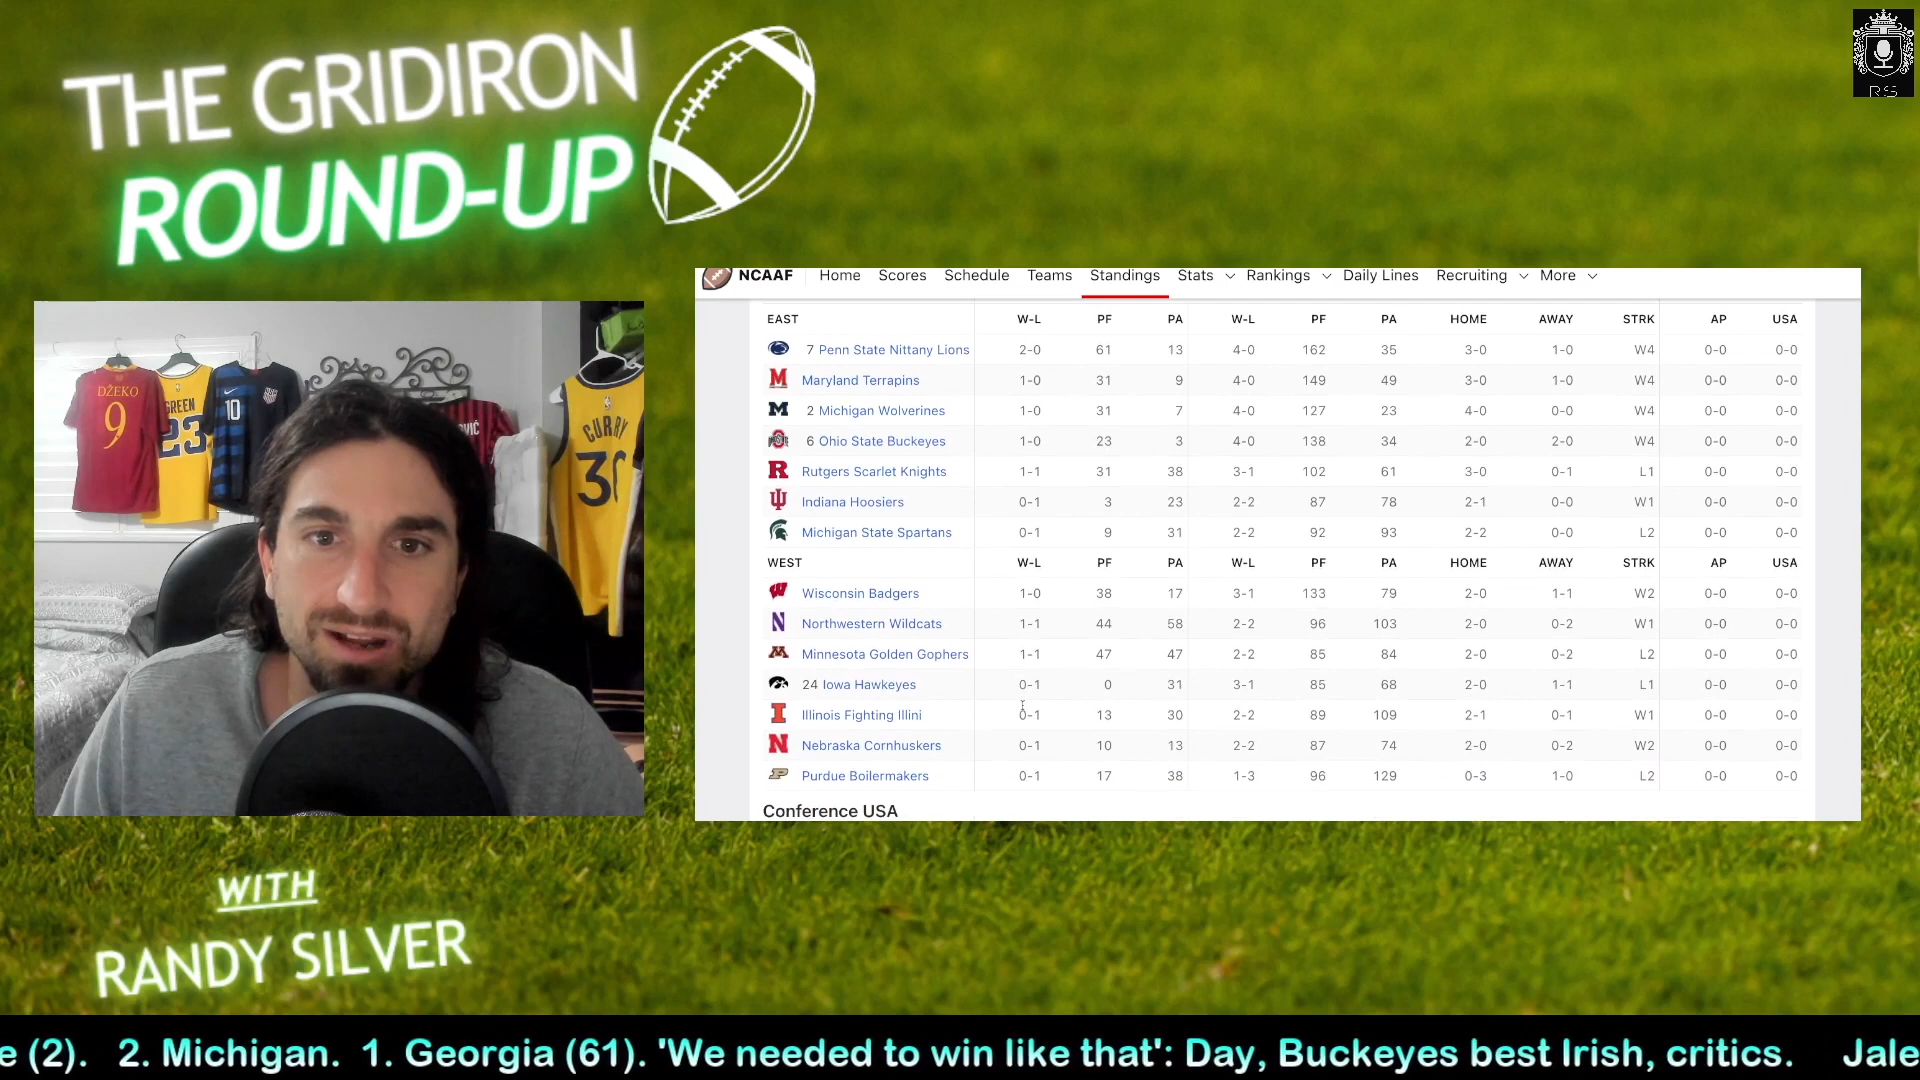 THE GRIDIRON
ROUND-UP
RS
NCAAF Home Scores Schedule Teams Standings Stats Rankings Daily Lines Recruiting More
EAST W-L PF PA W-L PF PA HOME AWAY STRK AP USA
7 Penn State Nittany Lions 2-0 61 13 4-0 162 35 3-0 1-0 W4 0-0 0-0
Maryland Terrapins 1-0 31 9 4-0 149 49 3-0 1-0 W4 0-0 0-0
2 Michigan Wolverines 1-0 31 7 4-0 127 23 4-0 0-0 W4 0-0 0-0
6 Ohio State Buckeyes 1-0 23 3 4-0 138 34 2-0 2-0 W4 0-0 0-0
Rutgers Scarlet Knights 1-1 31 38 3-1 102 61 3-0 0-1 L1 0-0 0-0
Indiana Hoosiers 0-1 3 23 2-2 87 78 2-1 0-0 W1 0-0 0-0
Michigan State Spartans 0-1 9 31 2-2 92 93 2-2 0-0 L2 0-0 0-0
WEST W-L PF PA W-L PF PA HOME AWAY STRK AP USA
Wisconsin Badgers 1-0 38 17 3-1 133 79 2-0 1-1 W2 0-0 0-0
Northwestern Wildcats 1-1 44 58 2-2 96 103 2-0 0-2 W1 0-0 0-0
Minnesota Golden Gophers 1-1 47 47 2-2 85 84 2-0 0-2 L2 0-0 0-0
24 Iowa Hawkeyes 0-1 0 31 3-1 85 68 2-0 1-1 L1 0-0 0-0
Illinois Fighting Illini 0-1 13 30 2-2 89 109 2-1 0-1 W1 0-0 0-0
Nebraska Cornhuskers 0-1 10 13 2-2 87 74 2-0 0-2 W2 0-0 0-0
Purdue Boilermakers 0-1 17 38 1-3 96 129 0-3 1-0 L2 0-0 0-0
Conference USA
DŽEKO
9
GREEN
23
10
CURRY
WITH
RANDY SILVER
e (2). 2. Michigan. 1. Georgia (61). 'We needed to win like that': Day, Buckeyes best Irish, critics. Jale